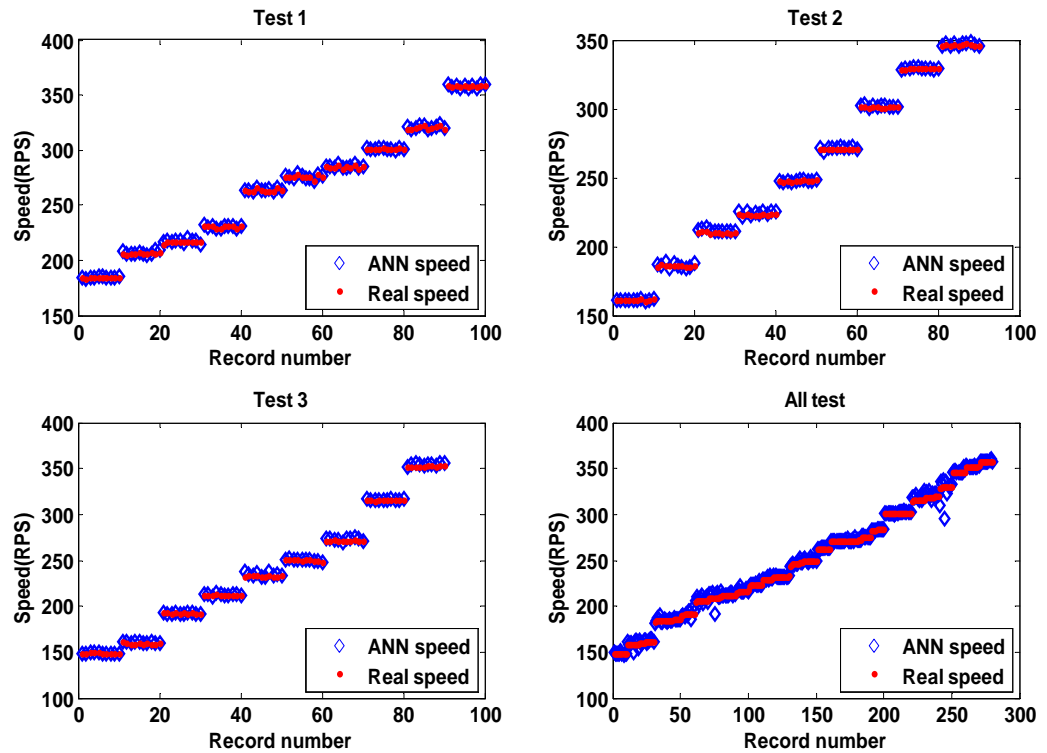 Test 1
400
350
300
250
200
150
0
20
40
60
80
100
Speed(RPS)
Record number
ANN speed
Real speed
Test 2
350
300
250
200
150
0
20
40
60
80
100
Speed(RPS)
Record number
ANN speed
Real speed
Test 3
400
350
300
250
200
150
100
0
20
40
60
80
100
Speed(RPS)
Record number
ANN speed
Real speed
All test
400
350
300
250
200
150
100
0
50
100
150
200
250
300
Speed(RPS)
Record number
ANN speed
Real speed